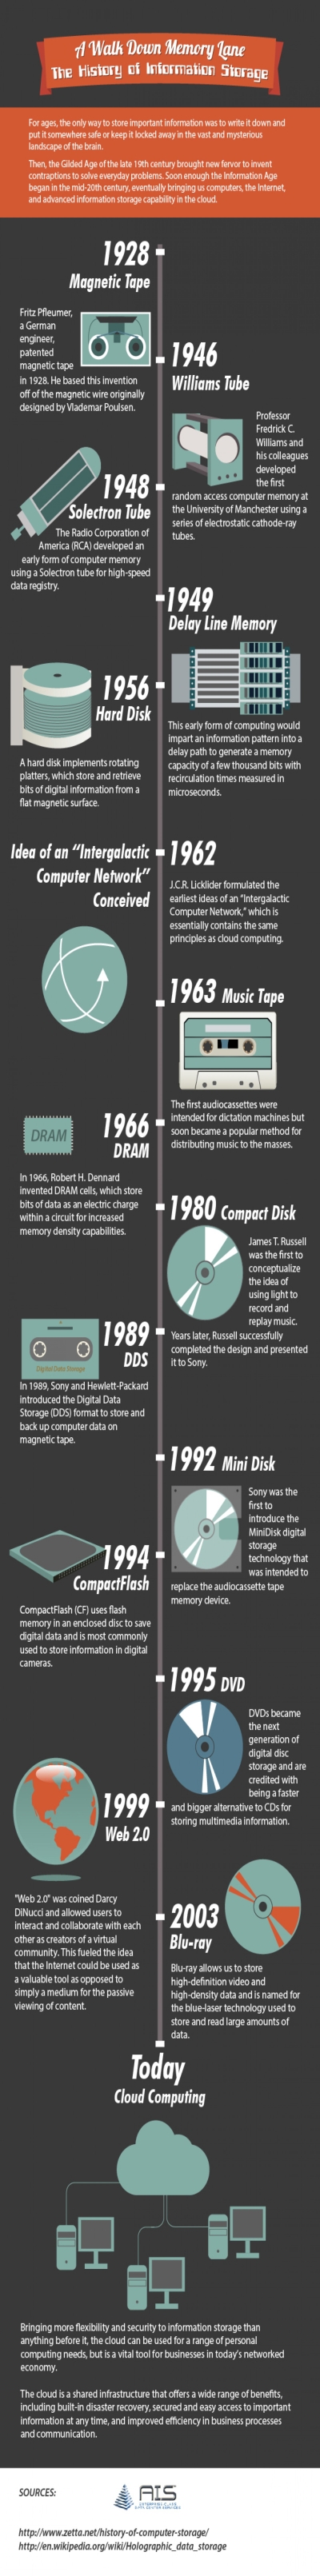 A Walk Down Memory Lane
The History of Information Storage
For ages, the only way to store important information was to write it down and
put it somewhere safe or keep it locked away in the vast and mysterious
landscape of the brain.
Then, the Gilded Age of the late 19th century brought new fervor to invent
contraptions to solve everyday problems. Soon enough the Information Age
began in the mid-20th century, eventually bringing us computers, the Internet,
and advanced information storage capability in the cloud.
1928
Magnetic Tape
Fritz Pfleumer,
a German
engineer,
patented
magnetic tape
in 1928. He based this invention
off of the magnetic wire originally
designed by Vlademar Poulsen.
1946
Williams Tube
Professor
Fredrick C.
Williams and
his colleagues
developed
the first
random access computer memory at
the University of Manchester using a
series of electrostatic cathode-ray
tubes.
1948
Solectron Tube
The Radio Corporation of
America (RCA) developed an
early form of computer memory
using a Solectron tube for high-speed
data registry.
1949
Delay Line Memory
This early form of computing would
impart an information pattern into a
delay path to generate a memory
capacity of a few thousand bits with
recirculation times measured in
microseconds.
1956
Hard Disk
A hard disk implements rotating
platters, which store and retrieve
bits of digital information from a
flat magnetic surface.
Idea of an "Intergalactic
Computer Network"
Conceived
1962
J.C.R. Licklider formulated the
earliest ideas of an "Intergalactic
Computer Network," which is
essentially contains the same
principles as cloud computing.
1963 Music Tape
The first audiocassettes were
intended for dictation machines but
soon became a popular method for
distributing music to the masses.
DRAM
1966
DRAM
In 1966, Robert H. Dennard
invented DRAM cells, which store
bits of data as an electric charge
within a circuit for increased
memory density capabilities.
1980 Compact Disk
James T. Russell
was the first to
conceptualize
the idea of
using light to
record and
replay music.
Years later, Russell successfully
completed the design and presented
it to Sony.
Digital Data Storage
1989
DDS
In 1989, Sony and Hewlett-Packard
introduced the Digital Data
Storage (DDS) format to store and
back up computer data on
magnetic tape.
1992 Mini Disk
Sony was the
first to
introduce the
MiniDisk digital
storage
technology that
was intended to
replace the audiocassette tape
memory device.
1994
CompactFlash
CompactFlash (CF) uses flash
memory in an enclosed disc to save
digital data and is most commonly
used to store information in digital
cameras.
1995 DVD
DVDs became
the next
generation of
digital disc
storage and are
credited with
being a faster
and bigger alternative to CDs for
storing multimedia information.
1999
Web 2.0
"Web 2.0" was coined Darcy
DiNucci and allowed users to
interact and collaborate with each
other as creators of a virtual
community. This fueled the idea
that the Internet could be used as
a valuable tool as opposed to
simply a medium for the passive
viewing of content.
2003
Blu-ray
Blu-ray allows us to store
high-definition video and
high-density data and is named for
the blue-laser technology used to
store and read large amounts of
data.
Today
Cloud Computing
Bringing more flexibility and security to information storage than
anything before it, the cloud can be used for a range of personal
computing needs, but is a vital tool for businesses in today's networked
economy.
The cloud is a shared infrastructure that offers a wide range of benefits,
including built-in disaster recovery, secured and easy access to important
information at any time, and improved efficiency in business processes
and communication.
SOURCES:
AIS
http://www.zetta.net/history-of-computer-storage/
http://en.wikipedia.org/wiki/Holographic_data_storage